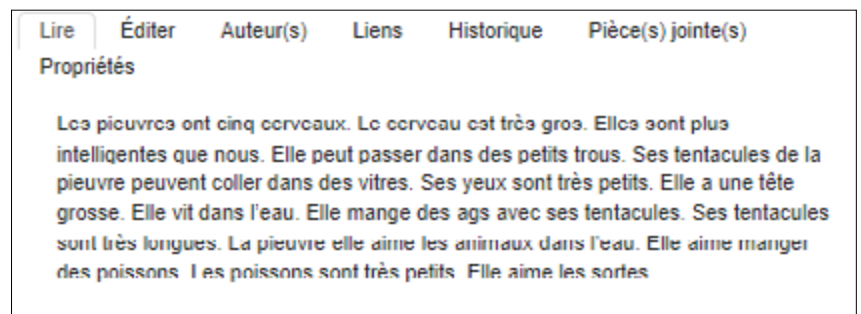 Lire Éditer Auteur(s) Liens Historique Pièce(s) jointe(s)
Propriétés
Les pieuvres ont cinq cerveaux. Le cerveau est très gros. Elles sont plus
intelligentes que nous. Elle peut passer dans des petits trous. Ses tentacules de la
pieuvre peuvent coller dans des vitres. Ses yeux sont très petits. Elle a une tête
grosse. Elle vit dans l'eau. Elle mange des ags avec ses tentacules. Ses tentacules
sont très longues. La pieuvre elle aime les animaux dans l'eau. Elle aime manger
des poissons. Les poissons sont très petits. Elle aime les sortes